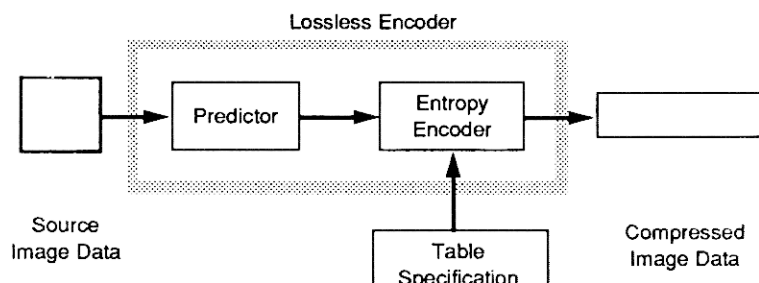 Lossless Encoder
Predictor
Entropy
Encoder
Source
Image Data
Table
Specification
Compressed
Image Data